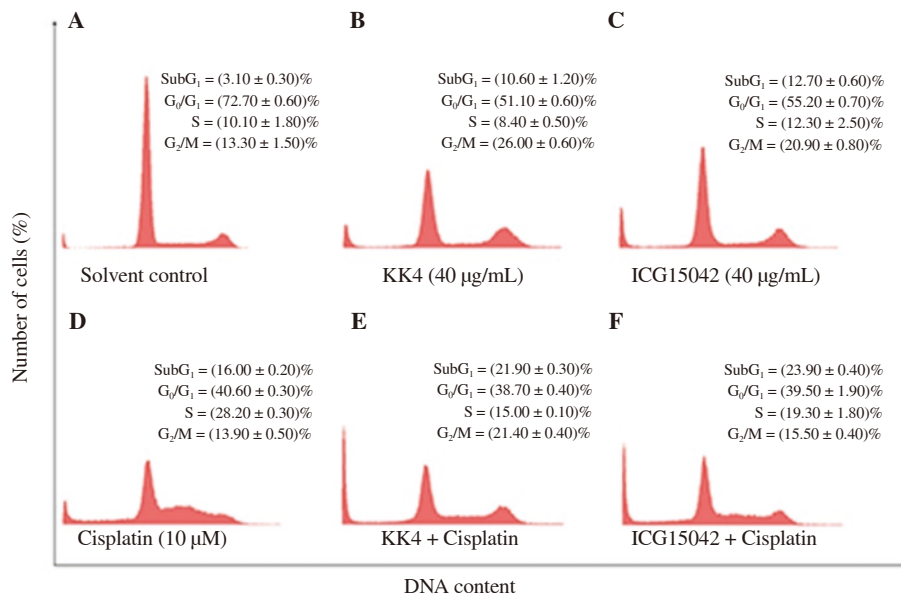 A
SubG₁ = (3.10 ± 0.30)%
G₀/G₁ = (72.70 ± 0.60)%
S = (10.10 ± 1.80)%
G₂/M = (13.30 ± 1.50)%
Solvent control
B
SubG₁ = (10.60 ± 1.20)%
G₀/G₁ = (51.10 ± 0.60)%
S = (8.40 ± 0.50)%
G₂/M = (26.00 ± 0.60)%
KK4 (40 µg/mL)
C
SubG₁ = (12.70 ± 0.60)%
G₀/G₁ = (55.20 ± 0.70)%
S = (12.30 ± 2.50)%
G₂/M = (20.90 ± 0.80)%
ICG15042 (40 µg/mL)
D
SubG₁ = (16.00 ± 0.20)%
G₀/G₁ = (40.60 ± 0.30)%
S = (28.20 ± 0.30)%
G₂/M = (13.90 ± 0.50)%
Cisplatin (10 µM)
E
SubG₁ = (21.90 ± 0.30)%
G₀/G₁ = (38.70 ± 0.40)%
S = (15.00 ± 0.10)%
G₂/M = (21.40 ± 0.40)%
KK4 + Cisplatin
F
SubG₁ = (23.90 ± 0.40)%
G₀/G₁ = (39.50 ± 1.90)%
S = (19.30 ± 1.80)%
G₂/M = (15.50 ± 0.40)%
ICG15042 + Cisplatin
Number of cells (%)
DNA content